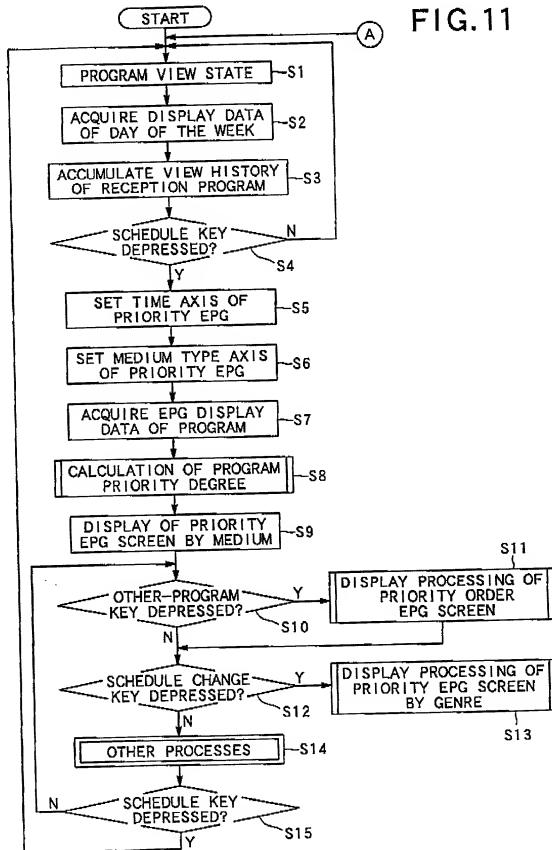 FIG.11
START
A
PROGRAM VIEW STATE
S1
ACQUIRE DISPLAY DATA
OF DAY OF THE WEEK
S2
ACCUMULATE VIEW HISTORY
OF RECEPTION PROGRAM
S3
SCHEDULE KEY
DEPRESSED?
N
S4
Y
SET TIME AXIS OF
PRIORITY EPG
S5
SET MEDIUM TYPE AXIS
OF PRIORITY EPG
S6
ACQUIRE EPG DISPLAY
DATA OF PROGRAM
S7
CALCULATION OF PROGRAM
PRIORITY DEGREE
S8
DISPLAY OF PRIORITY
EPG SCREEN BY MEDIUM
S9
OTHER-PROGRAM
KEY DEPRESSED?
Y
S10
N
S11
DISPLAY PROCESSING OF
PRIORITY ORDER
EPG SCREEN
SCHEDULE CHANGE
KEY DEPRESSED?
Y
S12
N
DISPLAY PROCESSING OF
PRIORITY EPG SCREEN
BY GENRE
S13
OTHER PROCESSES
S14
N
SCHEDULE KEY
DEPRESSED?
S15
Y